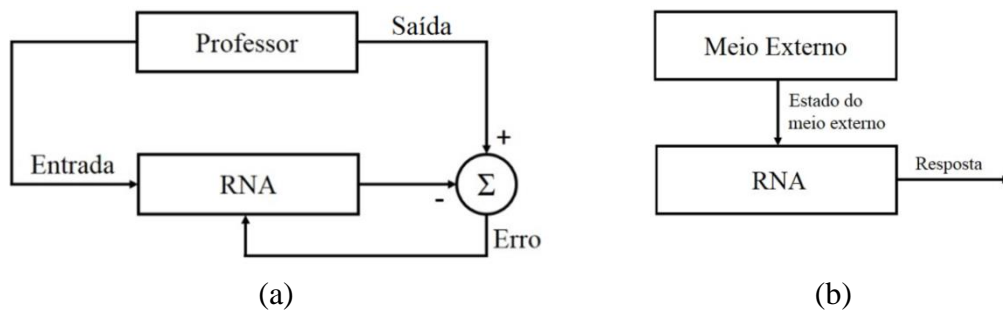 Professor
Saída
Entrada
RNA
+
-
Σ
Erro
(a)
Meio Externo
Estado do
meio externo
RNA
Resposta
(b)